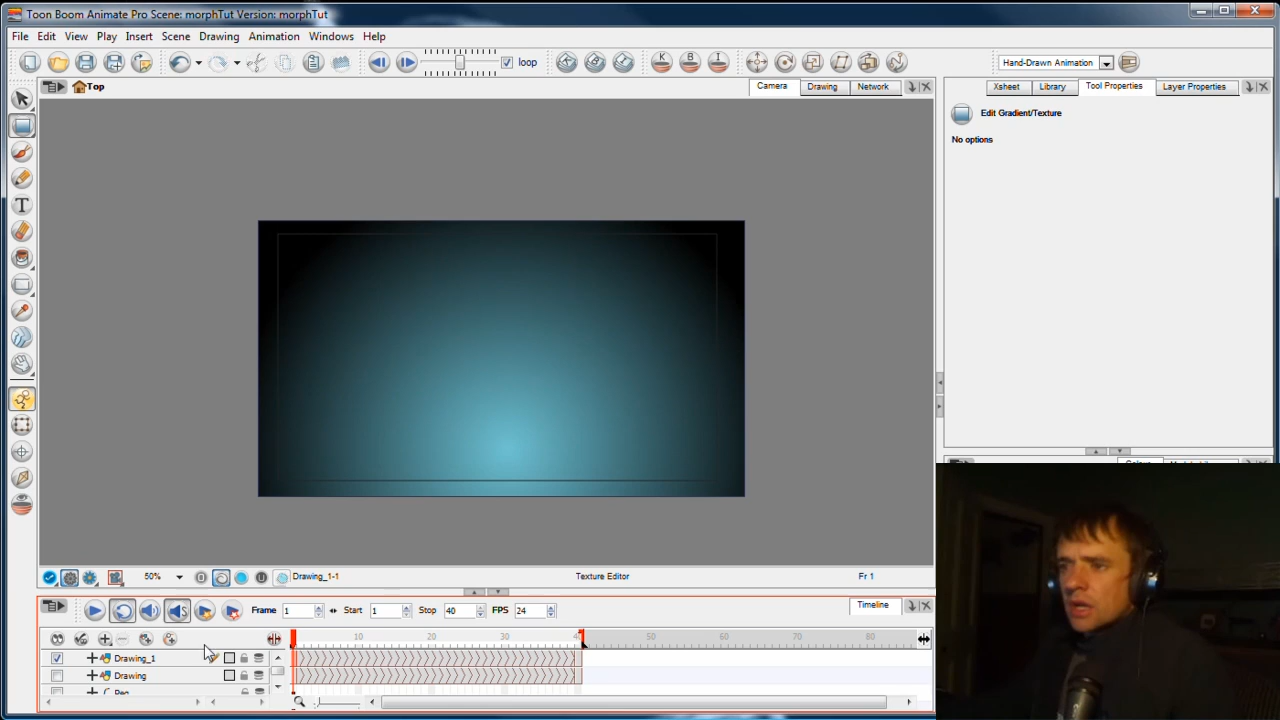 Toon Boom Animate Pro Scene: morphTut Version: morphTut
File Edit View Play Insert Scene Drawing Animation Windows Help
loop K B I Hand-Drawn Animation
Top Camera Drawing Network Xsheet Library Tool Properties Layer Properties
Edit Gradient/Texture
No options
T
50% Drawing_1-1 Texture Editor Fr 1
Frame 1 Start 1 Stop 40 FPS 24 Timeline
10 20 30 40 50 60 70 80
Drawing_1
Drawing
Peg